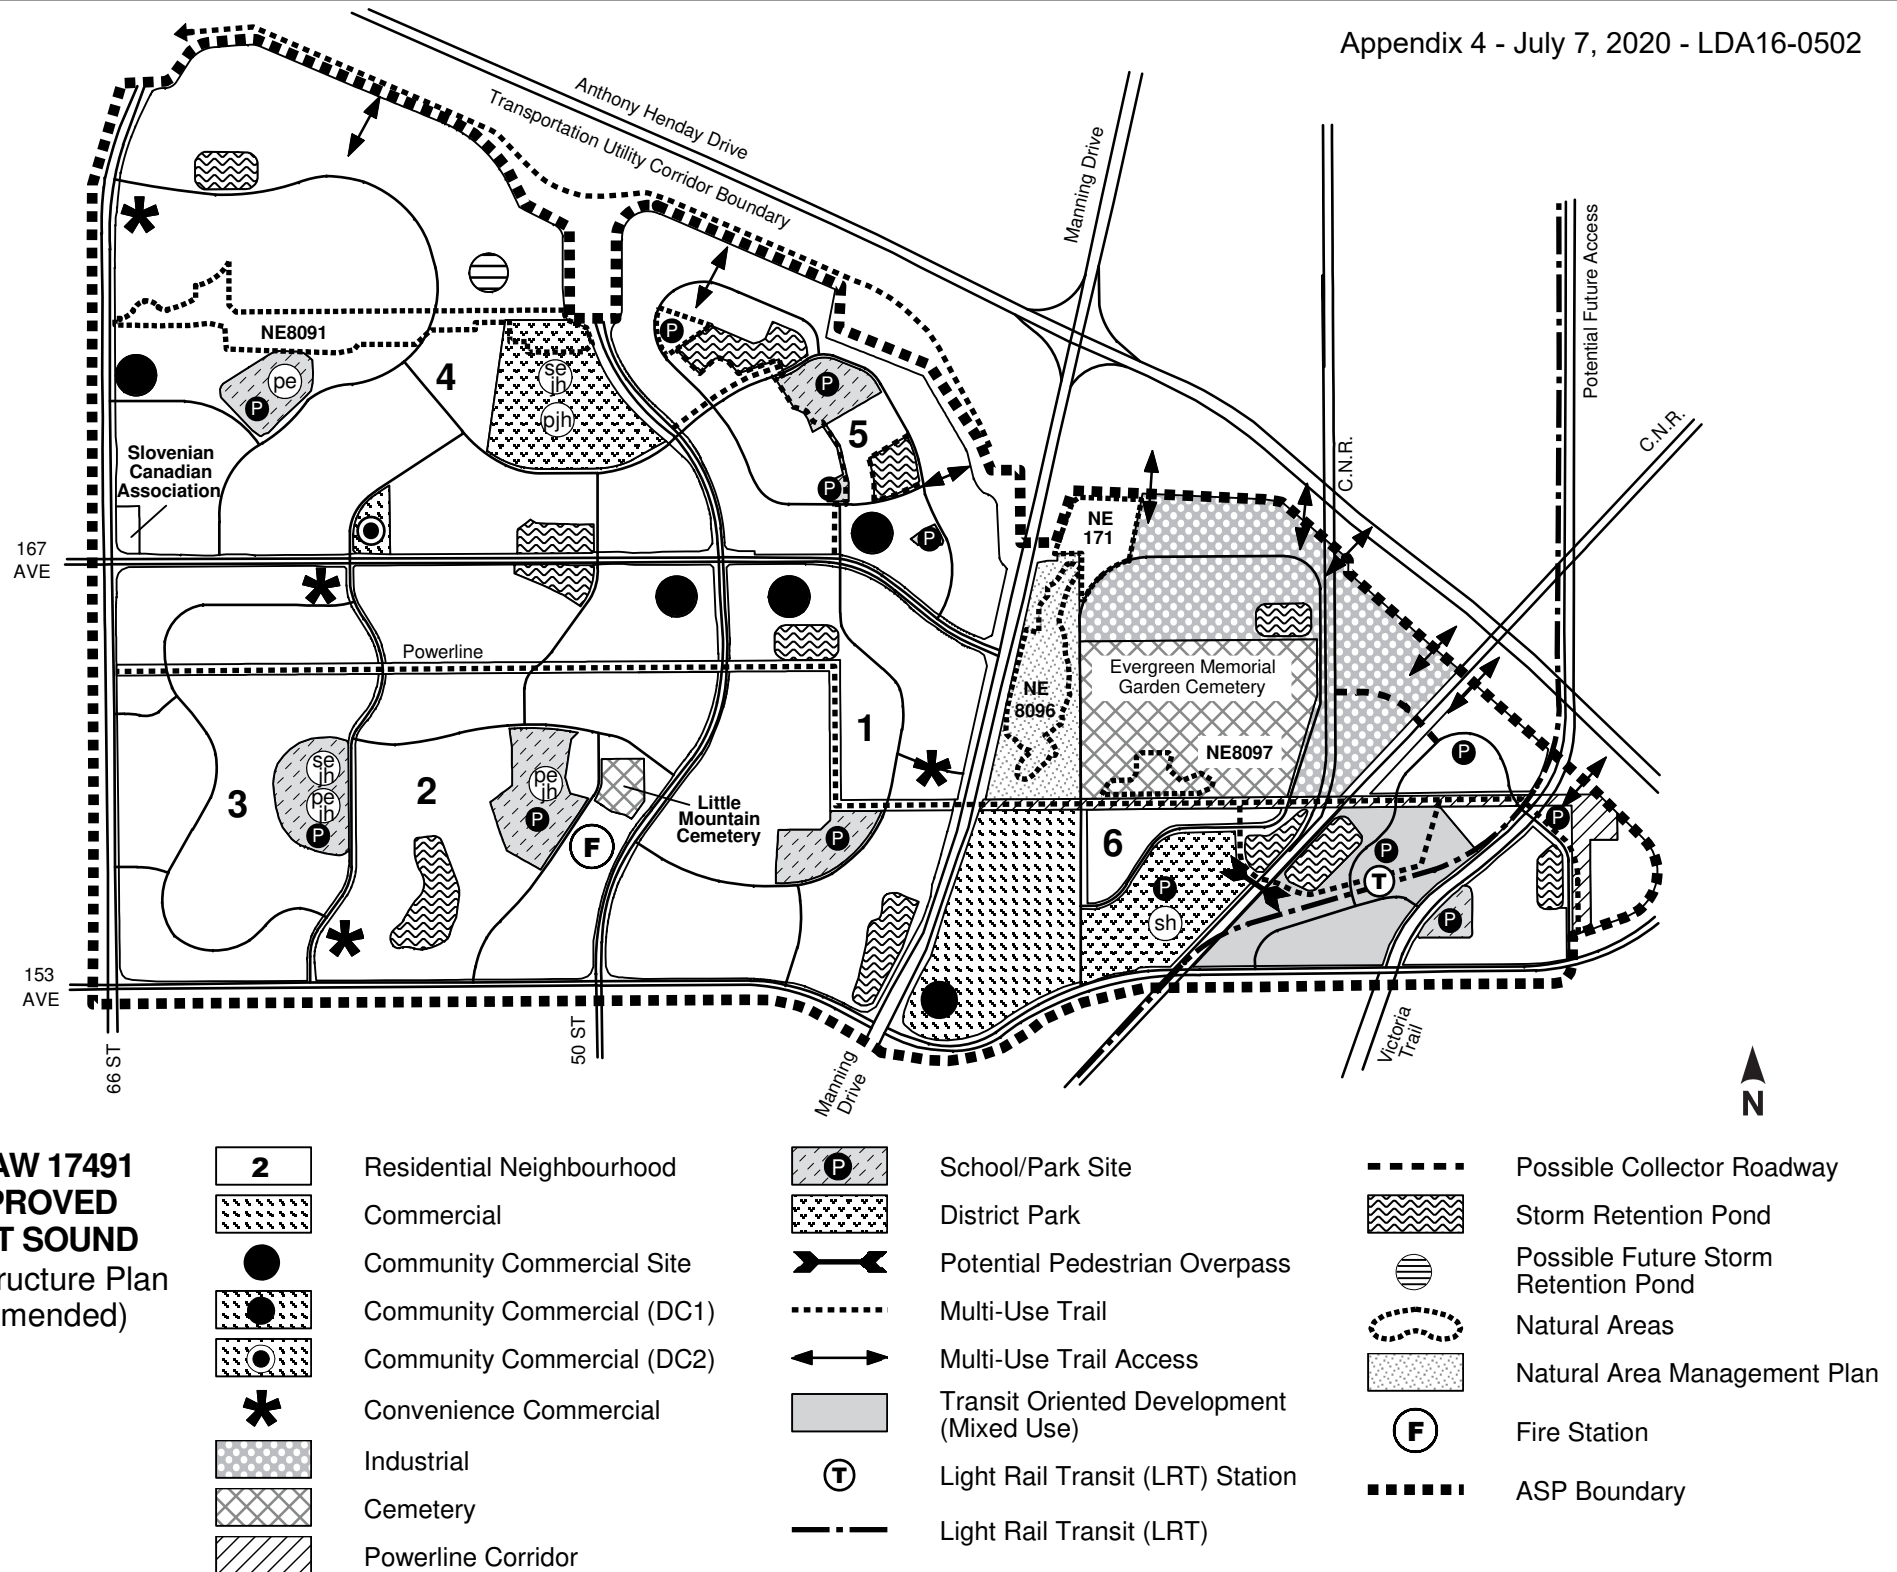 Appendix 4 - July 7, 2020 - LDA16-0502
Anthony Henday Drive
Transportation Utility Corridor Boundary
Manning Drive
C.N.R.
Potential Future Access
C.N.R.
NE8091
pe
P
4
se
jh
pjh
P
P
5
P
P
Slovenian
Canadian
Association
167
AVE
NE
171
Powerline
Evergreen Memorial
Garden Cemetery
NE
8096
NE8097
1
2
3
se
jh
pe
jh
P
pe
jh
P
F
Little
Mountain
Cemetery
P
6
P
sh
P
T
P
P
P
153
AVE
66 ST
50 ST
Manning
Drive
Victoria
Trail
N
AW 17491
PROVED
T SOUND
ructure Plan
mended)
2 Residential Neighbourhood
Commercial
Community Commercial Site
Community Commercial (DC1)
Community Commercial (DC2)
Convenience Commercial
Industrial
Cemetery
Powerline Corridor
P School/Park Site
District Park
Potential Pedestrian Overpass
Multi-Use Trail
Multi-Use Trail Access
Transit Oriented Development
(Mixed Use)
T Light Rail Transit (LRT) Station
Light Rail Transit (LRT)
Possible Collector Roadway
Storm Retention Pond
Possible Future Storm
Retention Pond
Natural Areas
Natural Area Management Plan
F Fire Station
ASP Boundary